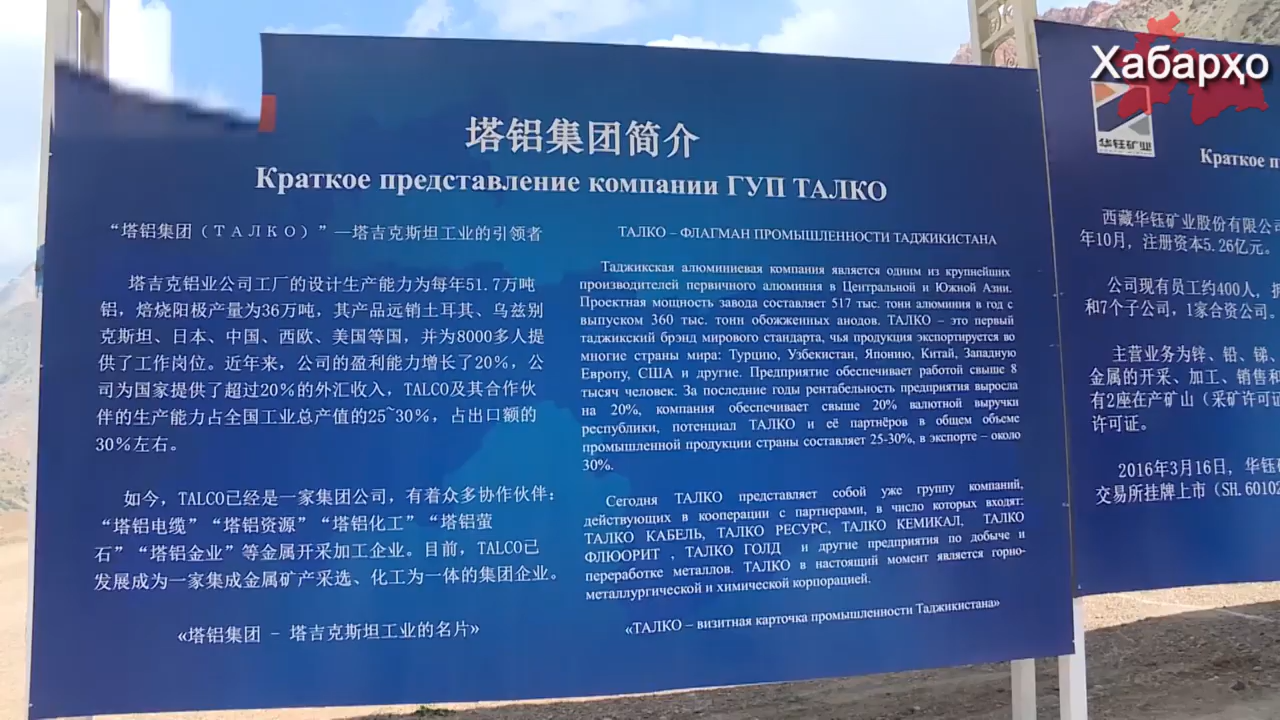 Хабарҳо
塔铝集团简介
Краткое представление компании ГУП ТАЛКО
“塔铝集团（ТАЛКО）”—塔吉克斯坦工业的引领者
塔吉克铝业公司工厂的设计生产能力为每年51.7万吨
铝，焙烧阳极产量为36万吨，其产品远销土耳其、乌兹别
克斯坦、日本、中国、西欧、美国等国，并为8000多人提
供了工作岗位。近年来，公司的盈利能力增长了20%，公
司为国家提供了超过20%的外汇收入，TALCO及其合作伙
伴的生产能力占全国工业总产值的25~30%，占出口额的
30%左右。
如今，TALCO已经是一家集团公司，有着众多协作伙伴：
“塔铝电缆”“塔铝资源”“塔铝化工”“塔铝萤
石”“塔铝金业”等金属开采加工企业。目前，TALCO已
发展成为一家集成金属矿产采选、化工为一体的集团企业。
«塔铝集团 - 塔吉克斯坦工业的名片»
ТАЛКО – ФЛАГМАН ПРОМЫШЛЕННОСТИ ТАДЖИКИСТАНА
Таджикская алюминиевая компания является одним из крупнейших
производителей первичного алюминия в Центральной и Южной Азии.
Проектная мощность завода составляет 517 тыс. тонн алюминия в год с
выпуском 360 тыс. тонн обожженных анодов. ТАЛКО – это первый
таджикский брэнд мирового стандарта, чья продукция экспортируется во
многие страны мира: Турцию, Узбекистан, Японию, Китай, Западную
Европу, США и другие. Предприятие обеспечивает работой свыше 8
тысяч человек. За последние годы рентабельность предприятия выросла
на 20%, компания обеспечивает свыше 20% валютной выручки
республики, потенциал ТАЛКО и её партнёров в общем объеме
промышленной продукции страны составляет 25-30%, в экспорте – около
30%.
Сегодня ТАЛКО представляет собой уже группу компаний,
действующих в кооперации с партнерами, в число которых входят:
ТАЛКО КАБЕЛЬ, ТАЛКО РЕСУРС, ТАЛКО КЕМИКАЛ, ТАЛКО
ФЛЮОРИТ , ТАЛКО ГОЛД и другие предприятия по добыче и
переработке металлов. ТАЛКО в настоящий момент является горно-
металлургической и химической корпорацией.
«ТАЛКО – визитная карточка промышленности Таджикистана»
华钰矿业
Краткое п
西藏华钰矿业股份有限公司
年10月，注册资本5.26亿元。
公司现有员工约400人，拥
和7个子公司，1家合资公司。
主营业务为锌、铅、锑、
金属的开采、加工、销售和
有2座在产矿山（采矿许可证
许可证。
2016年3月16日，华钰矿
交易所挂牌上市（SH.60102